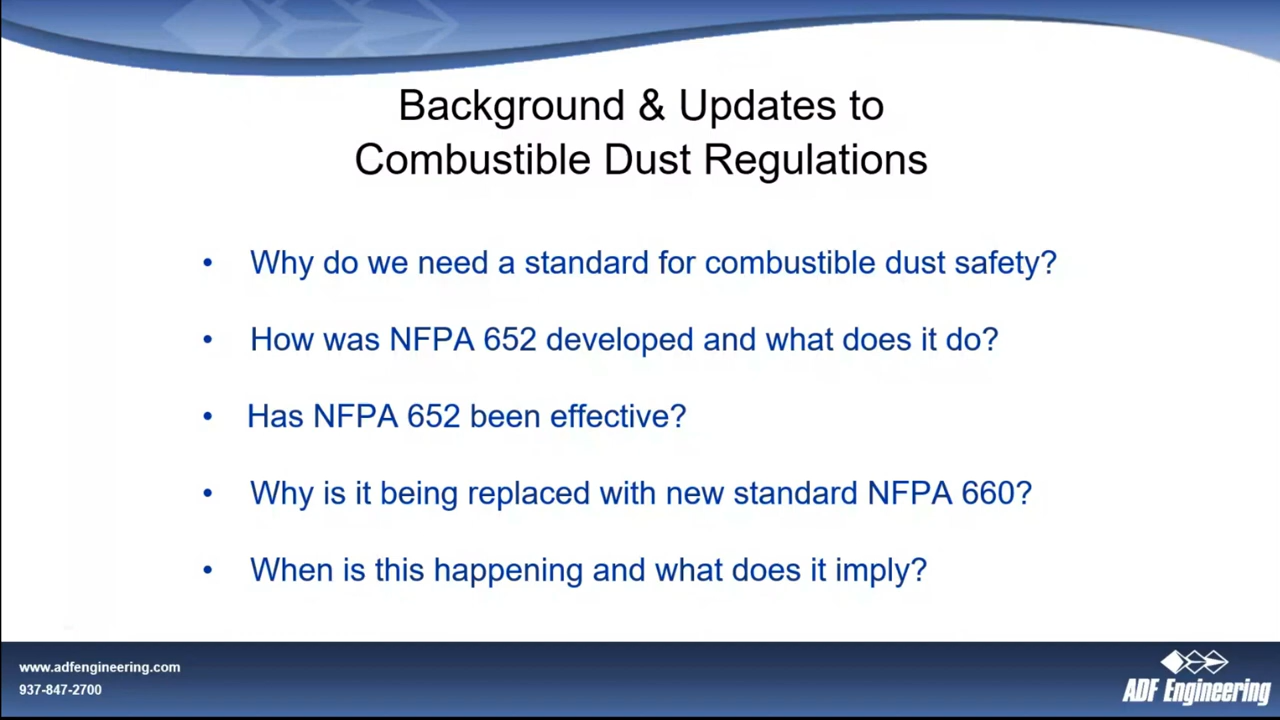 Background & Updates to
Combustible Dust Regulations
• Why do we need a standard for combustible dust safety?
• How was NFPA 652 developed and what does it do?
• Has NFPA 652 been effective?
• Why is it being replaced with new standard NFPA 660?
• When is this happening and what does it imply?
www.adfengineering.com
937-847-2700
ADF Engineering